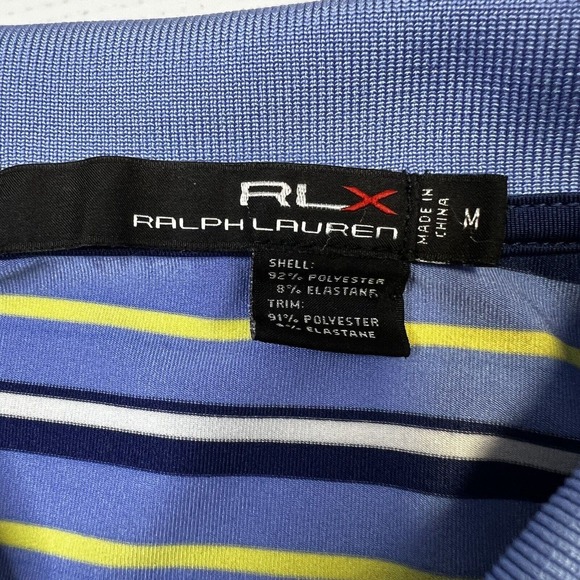 RLX
RALPH LAUREN
MADE IN
CHINA
M
SHELL:
92% POLYESTER
8% ELASTANE
TRIM:
91% POLYESTER
ELASTANE